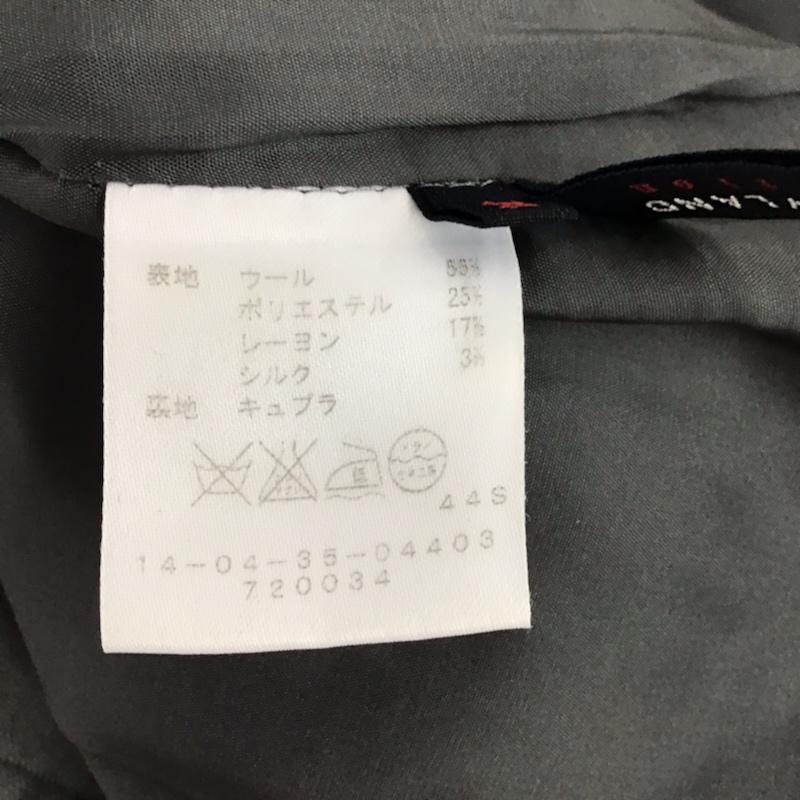 表地 ウール 55%
ポリエステル 25%
レーヨン 17%
シルク 3%
裏地 キュプラ
44S
14-04-35-04403
720034